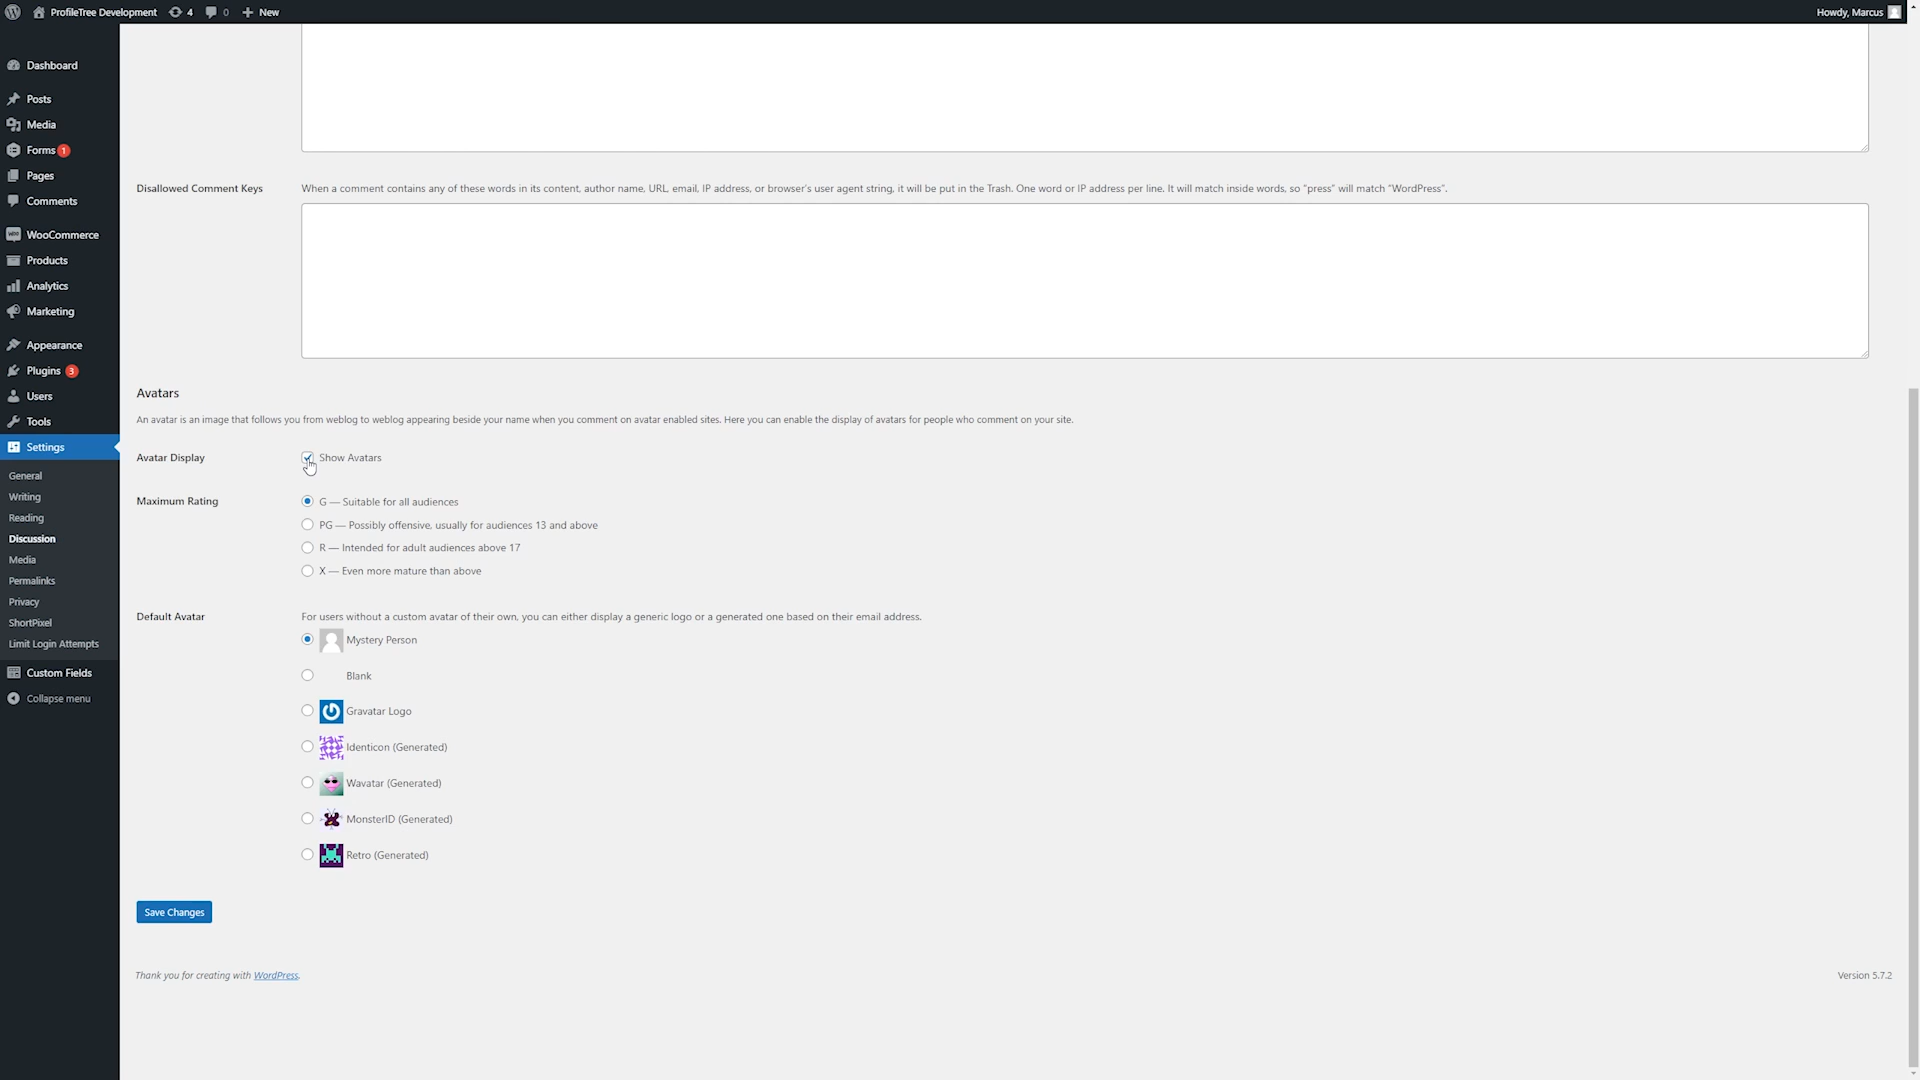 ProfileTree Development 4 0 New
Howdy, Marcus
Dashboard
Posts
Media
Forms 1
Pages
Comments
WooCommerce
Products
Analytics
Marketing
Appearance
Plugins 3
Users
Tools
Settings
General
Writing
Reading
Discussion
Media
Permalinks
Privacy
ShortPixel
Limit Login Attempts
Custom Fields
Collapse menu
Disallowed Comment Keys
When a comment contains any of these words in its content, author name, URL, email, IP address, or browser's user agent string, it will be put in the Trash. One word or IP address per line. It will match inside words, so “press” will match “WordPress”.
Avatars
An avatar is an image that follows you from weblog to weblog appearing beside your name when you comment on avatar enabled sites. Here you can enable the display of avatars for people who comment on your site.
Avatar Display
Show Avatars
Maximum Rating
G — Suitable for all audiences
PG — Possibly offensive, usually for audiences 13 and above
R — Intended for adult audiences above 17
X — Even more mature than above
Default Avatar
For users without a custom avatar of their own, you can either display a generic logo or a generated one based on their email address.
Mystery Person
Blank
Gravatar Logo
Identicon (Generated)
Wavatar (Generated)
MonsterID (Generated)
Retro (Generated)
Save Changes
Thank you for creating with WordPress.
Version 5.7.2